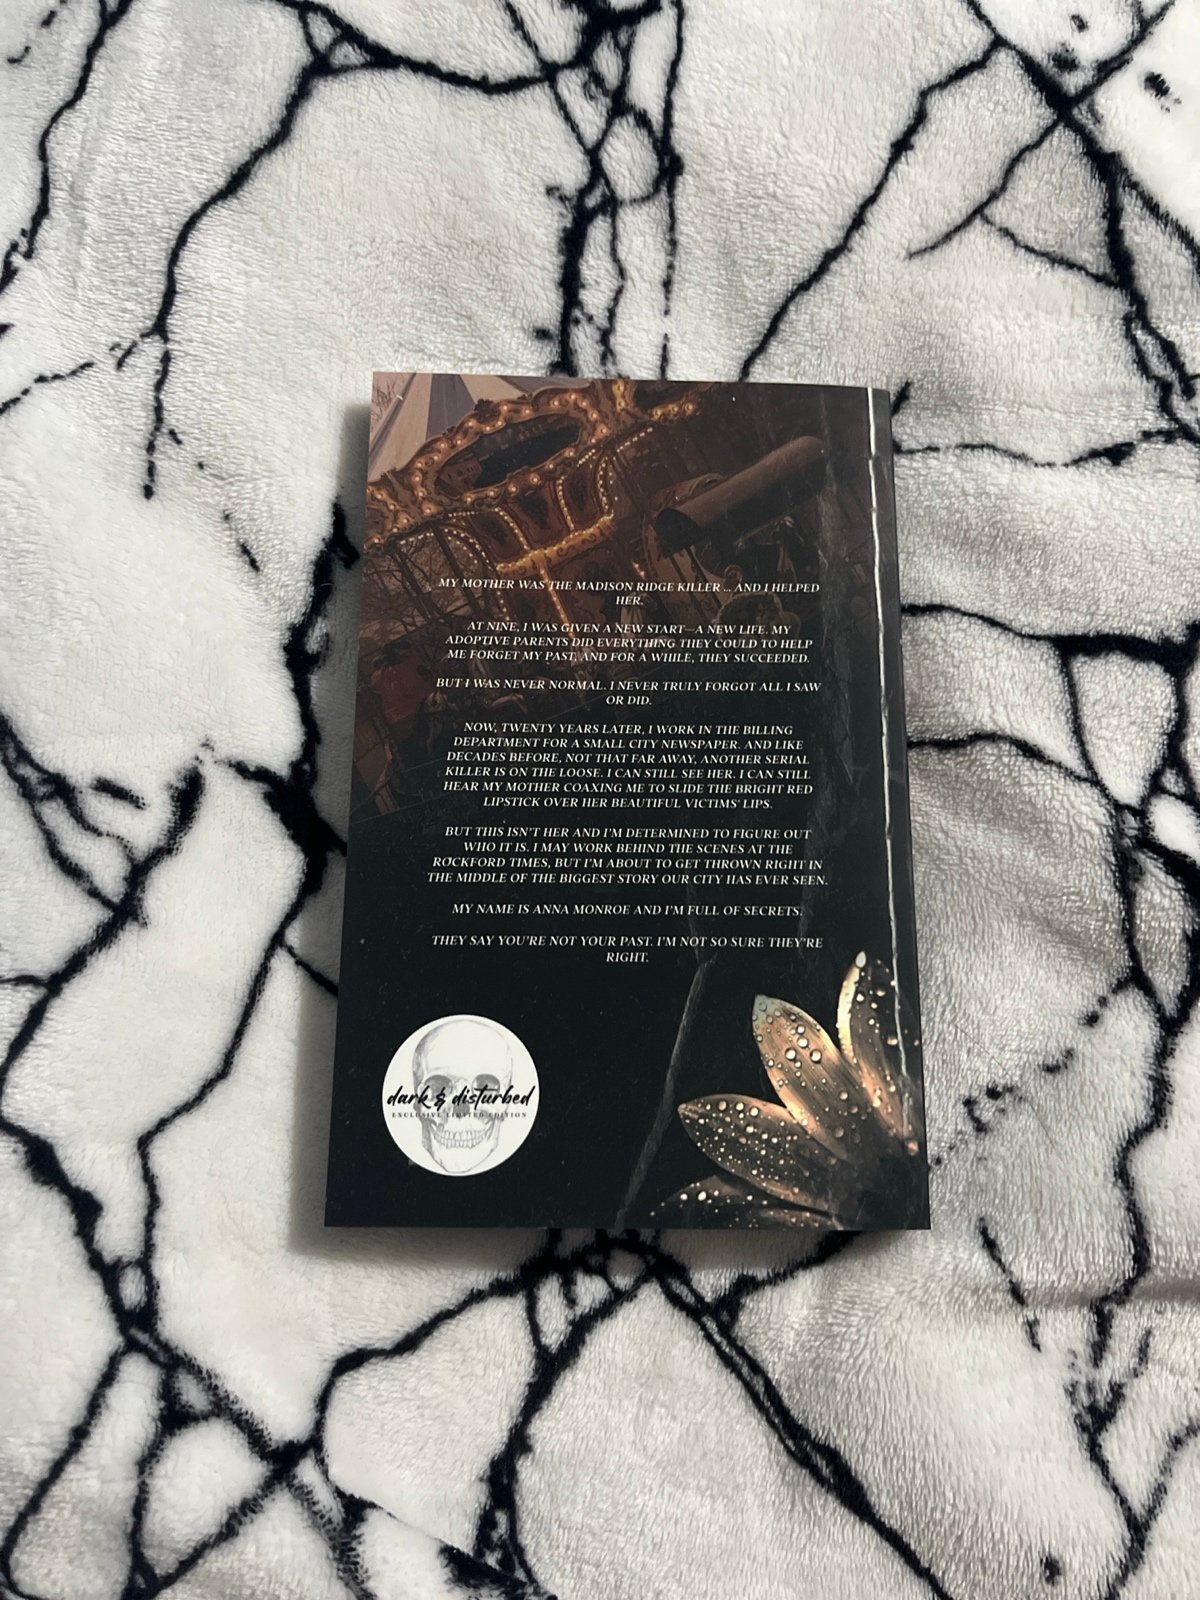 MY MOTHER WAS THE MADISON RIDGE KILLER ... AND I HELPED
HER.
AT NINE, I WAS GIVEN A NEW START—A NEW LIFE. MY
ADOPTIVE PARENTS DID EVERYTHING THEY COULD TO HELP
ME FORGET MY PAST, AND FOR A WHILE, THEY SUCCEEDED.
BUT I WAS NEVER NORMAL. I NEVER TRULY FORGOT ALL I SAW
OR DID.
NOW, TWENTY YEARS LATER, I WORK IN THE BILLING
DEPARTMENT FOR A SMALL CITY NEWSPAPER. AND LIKE
DECADES BEFORE, NOT THAT FAR AWAY, ANOTHER SERIAL
KILLER IS ON THE LOOSE. I CAN STILL SEE HER. I CAN STILL
HEAR MY MOTHER COAXING ME TO SLIDE THE BRIGHT RED
LIPSTICK OVER HER BEAUTIFUL VICTIMS' LIPS.
BUT THIS ISN'T HER AND I'M DETERMINED TO FIGURE OUT
WHO IT IS. I MAY WORK BEHIND THE SCENES AT THE
ROCKFORD TIMES, BUT I'M ABOUT TO GET THROWN RIGHT IN
THE MIDDLE OF THE BIGGEST STORY OUR CITY HAS EVER SEEN.
MY NAME IS ANNA MONROE AND I'M FULL OF SECRETS.
THEY SAY YOU'RE NOT YOUR PAST. I'M NOT SO SURE THEY'RE
RIGHT.
dark & disturbed
EXCLUSIVE LIMITED EDITION